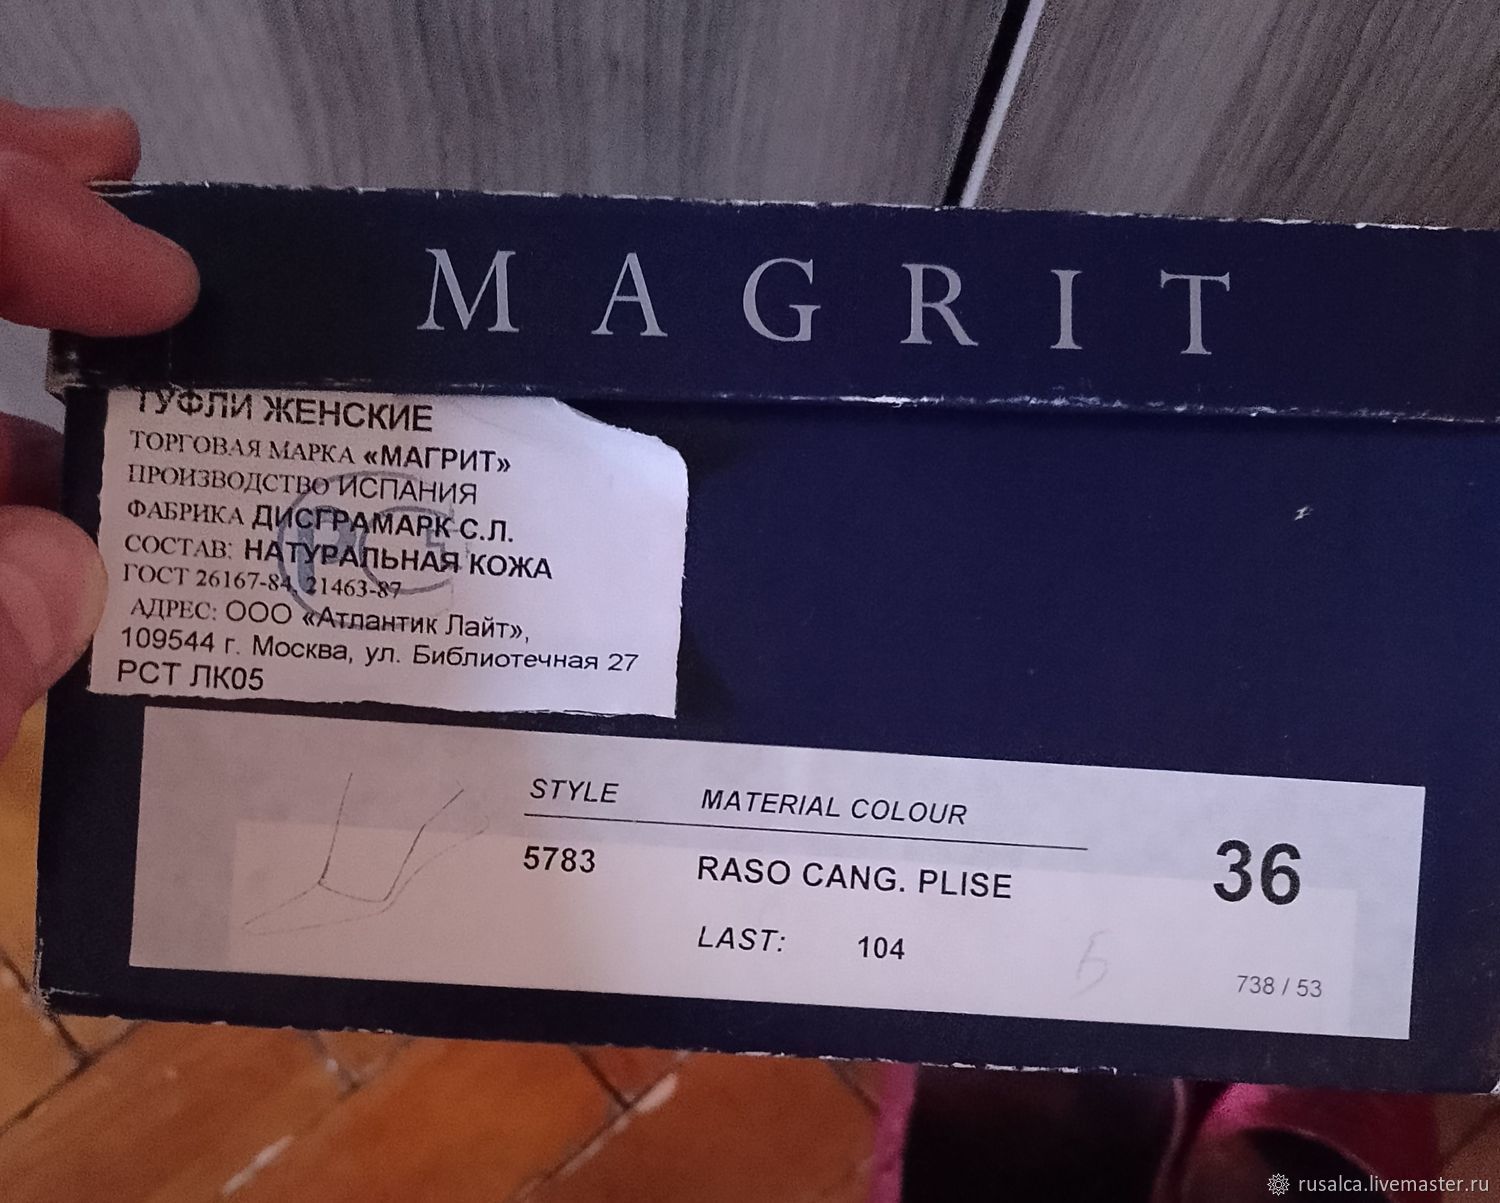 MAGRIT
ТУФЛИ ЖЕНСКИЕ
ТОРГОВАЯ МАРКА «МАГРИТ»
ПРОИЗВОДСТВО ИСПАНИЯ
ФАБРИКА ДИСГРАМАРК С.Л.
СОСТАВ: НАТУРАЛЬНАЯ КОЖА
ГОСТ 26167-84, 21463-87
АДРЕС: ООО «Атлантик Лайт»,
109544 г. Москва, ул. Библиотечная 27
РСТ ЛК05
STYLE MATERIAL COLOUR
5783 RASO CANG. PLISE 36
LAST: 104
738 / 53
rusalca.livemaster.ru